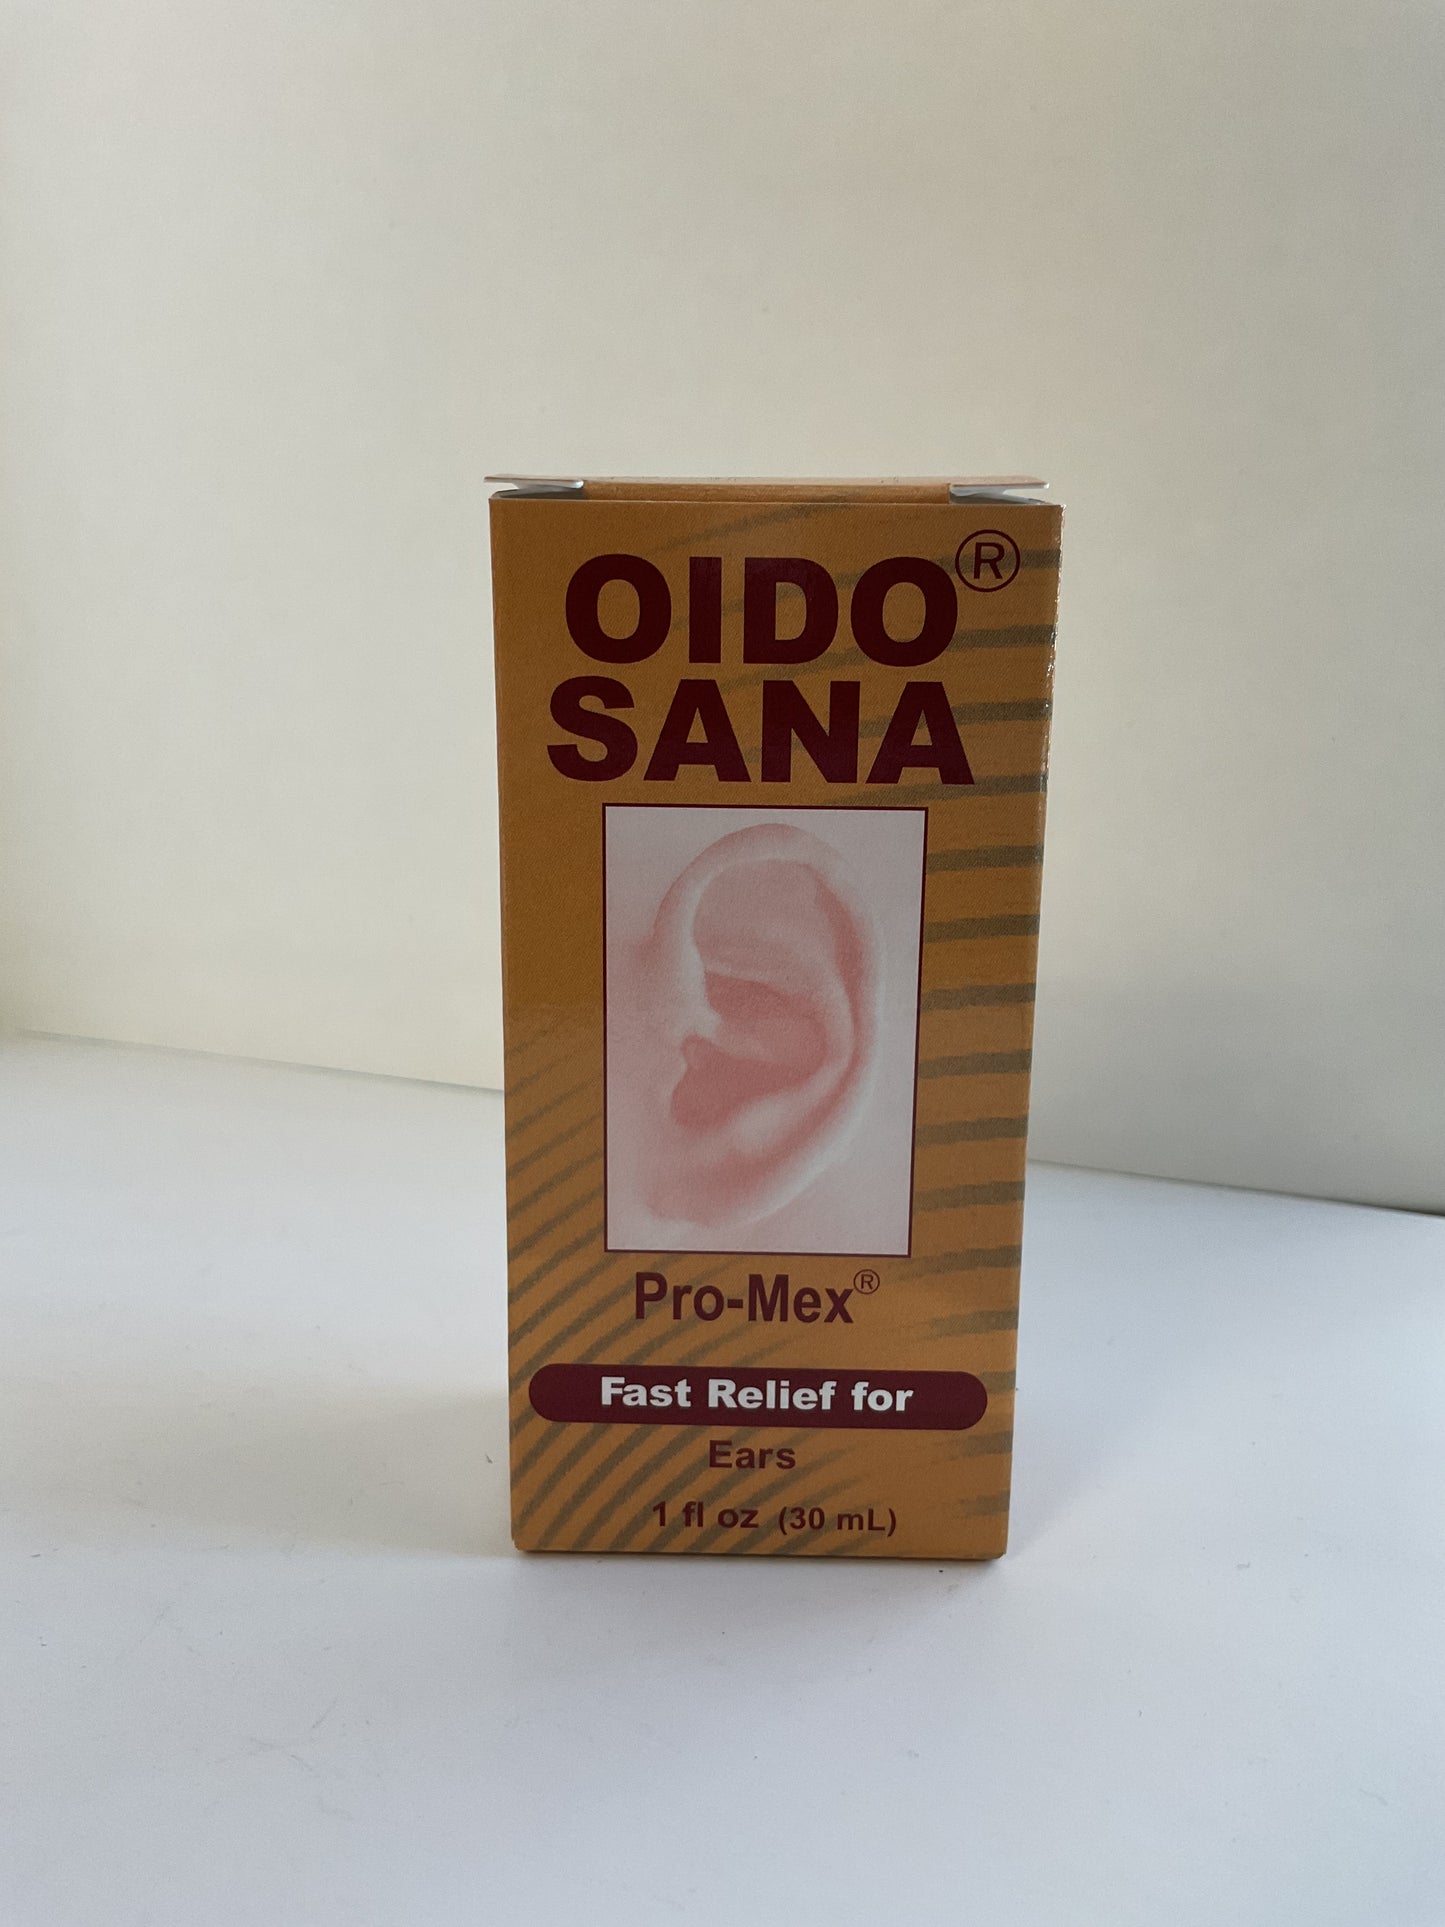 OIDO®
SANA
Pro-Mex®
Fast Relief for
Ears
1 fl oz (30 mL)